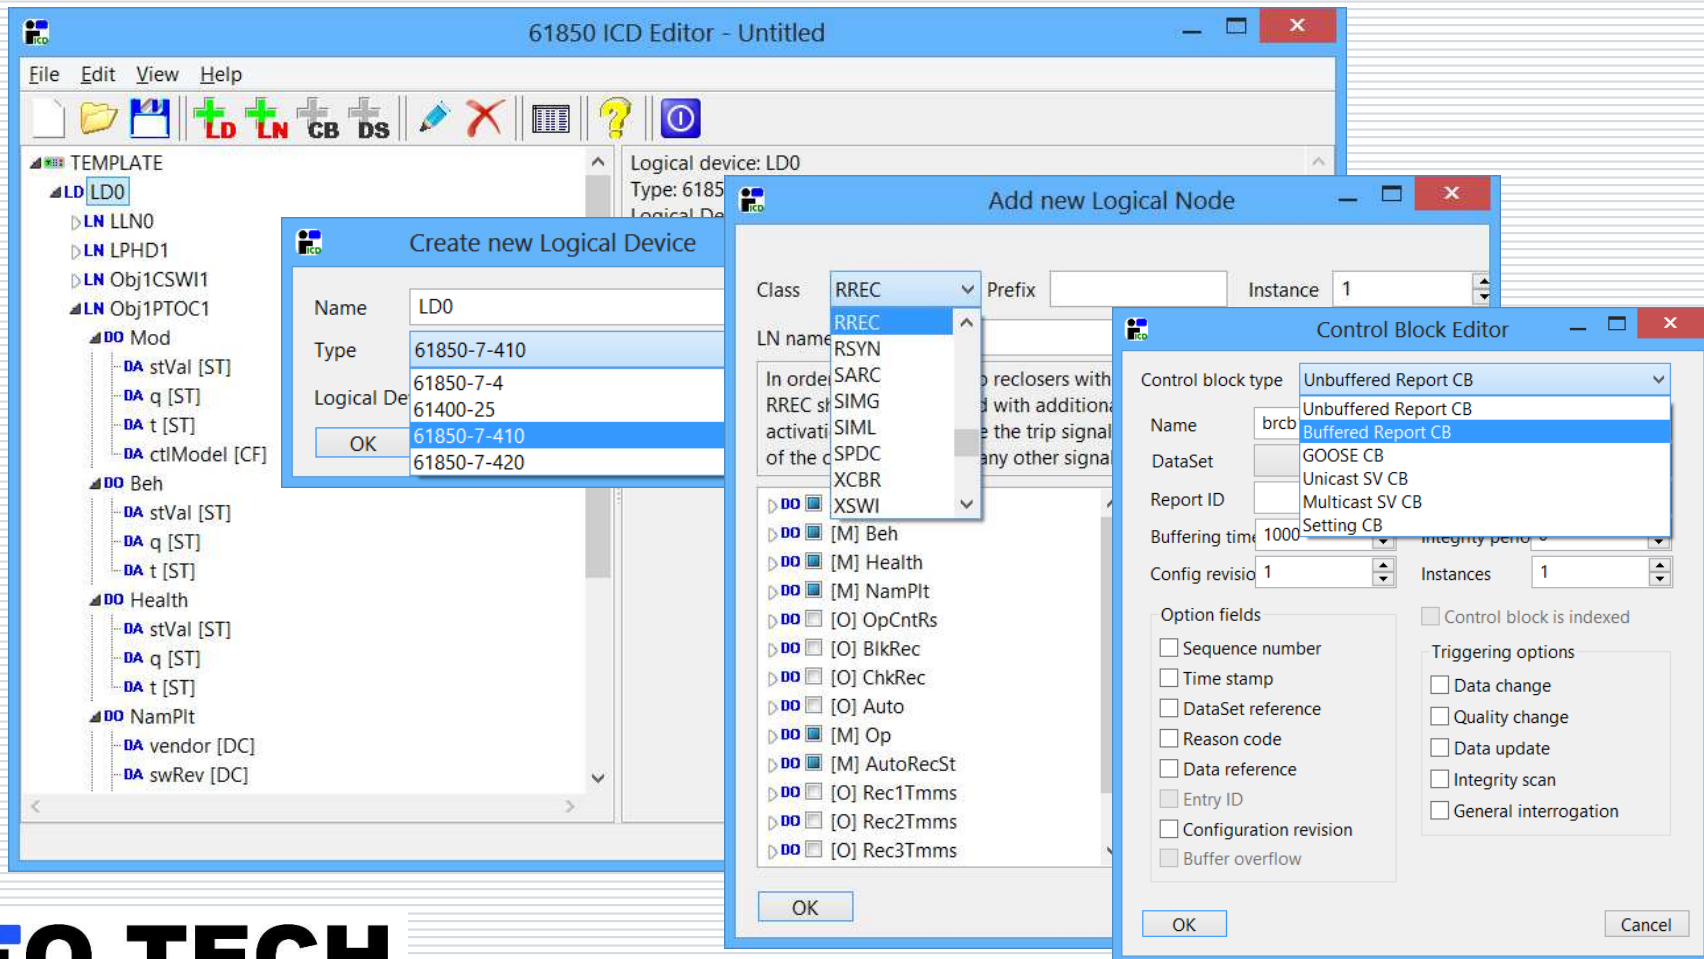 61850 ICD Editor - Untitled
File Edit View Help
LD LN CB DS
TEMPLATE
LD LD0
LN LLN0
LN LPHD1
LN Obj1CSWI1
LN Obj1PTOC1
DO Mod
DA stVal [ST]
DA q [ST]
DA t [ST]
DA ctlModel [CF]
DO Beh
DA stVal [ST]
DA q [ST]
DA t [ST]
DO Health
DA stVal [ST]
DA q [ST]
DA t [ST]
DO NamPlt
DA vendor [DC]
DA swRev [DC]
Logical device: LD0
Type: 6185
Logical De
Create new Logical Device
Name LD0
Type 61850-7-410
Logical De
61850-7-4
61400-25
61850-7-410
61850-7-420
OK
Add new Logical Node
Class RREC Prefix Instance 1
LN name
RREC
RSYN
SARC
SIMG
SIML
SPDC
XCBR
XSWI
In orde
reclosers with
RREC
with additiona
activati
the trip signal
of the
any other signal
DO
DO [M] Beh
DO [M] Health
DO [M] NamPlt
DO [O] OpCntRs
DO [O] BlkRec
DO [O] ChkRec
DO [O] Auto
DO [M] Op
DO [M] AutoRecSt
DO [O] Rec1Tmms
DO [O] Rec2Tmms
DO [O] Rec3Tmms
OK
Control Block Editor
Control block type Unbuffered Report CB
Unbuffered Report CB
Buffered Report CB
GOOSE CB
Unicast SV CB
Multicast SV CB
Setting CB
Name brcb
DataSet
Report ID
Buffering time 1000 Integrity perio
Config revisio 1 Instances 1
Option fields
Sequence number
Time stamp
DataSet reference
Reason code
Data reference
Entry ID
Configuration revision
Buffer overflow
Control block is indexed
Triggering options
Data change
Quality change
Data update
Integrity scan
General interrogation
OK Cancel
TECH